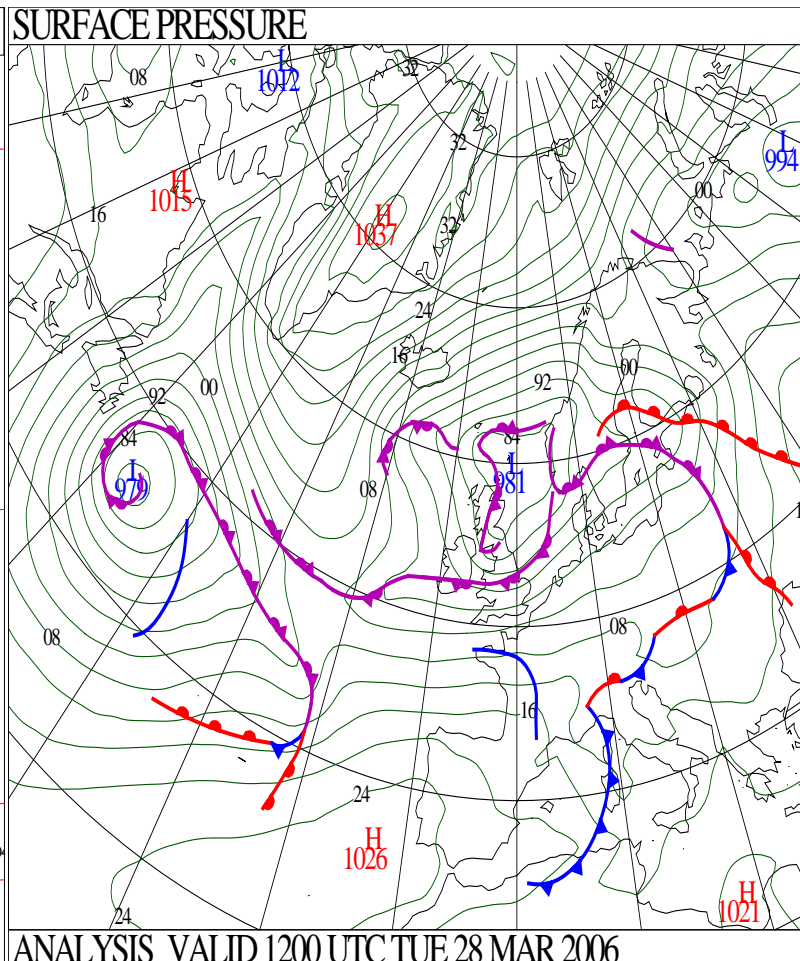 SURFACE PRESSURE
L
1012
08
32
L
994
32
H
1015
00
16
H
1037
32
24
16
00
92
92
00
84
84
L
979
L
981
08
08
08
16
24
H
1026
H
1021
24
ANALYSIS VALID 1200 UTC TUE 28 MAR 2006